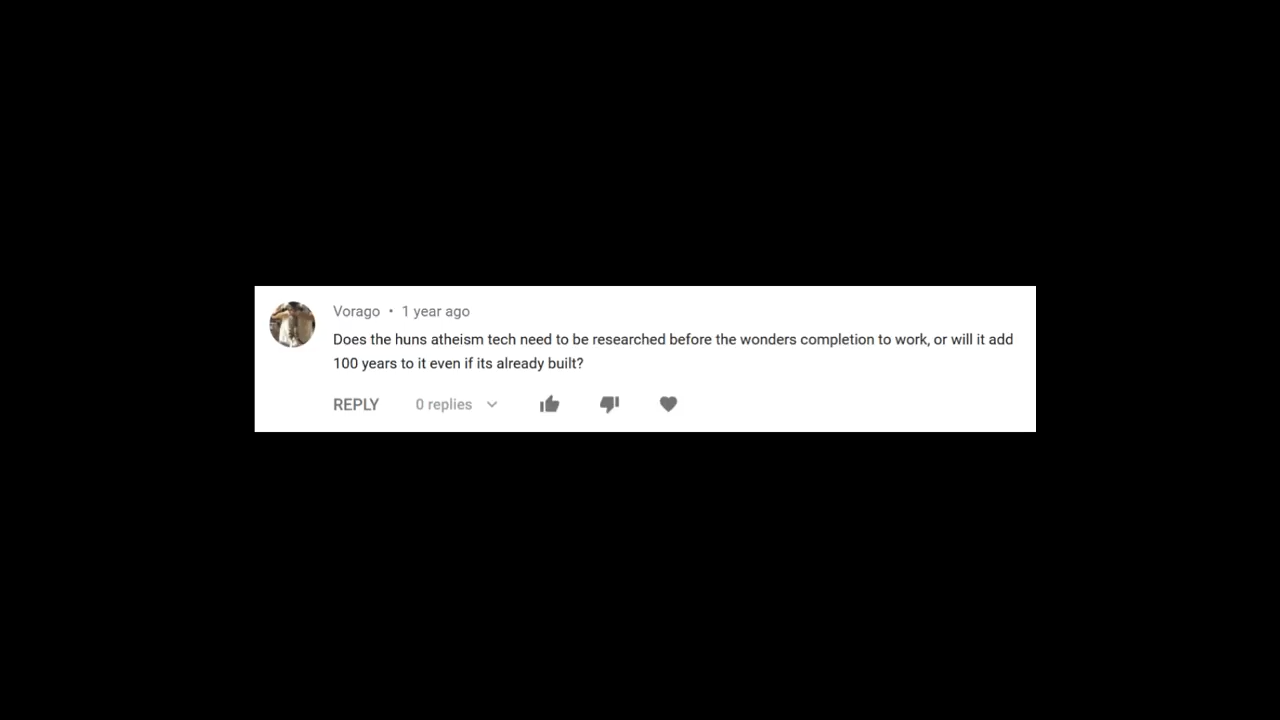 Vorago • 1 year ago
Does the huns atheism tech need to be researched before the wonders completion to work, or will it add
100 years to it even if its already built?
REPLY 0 replies